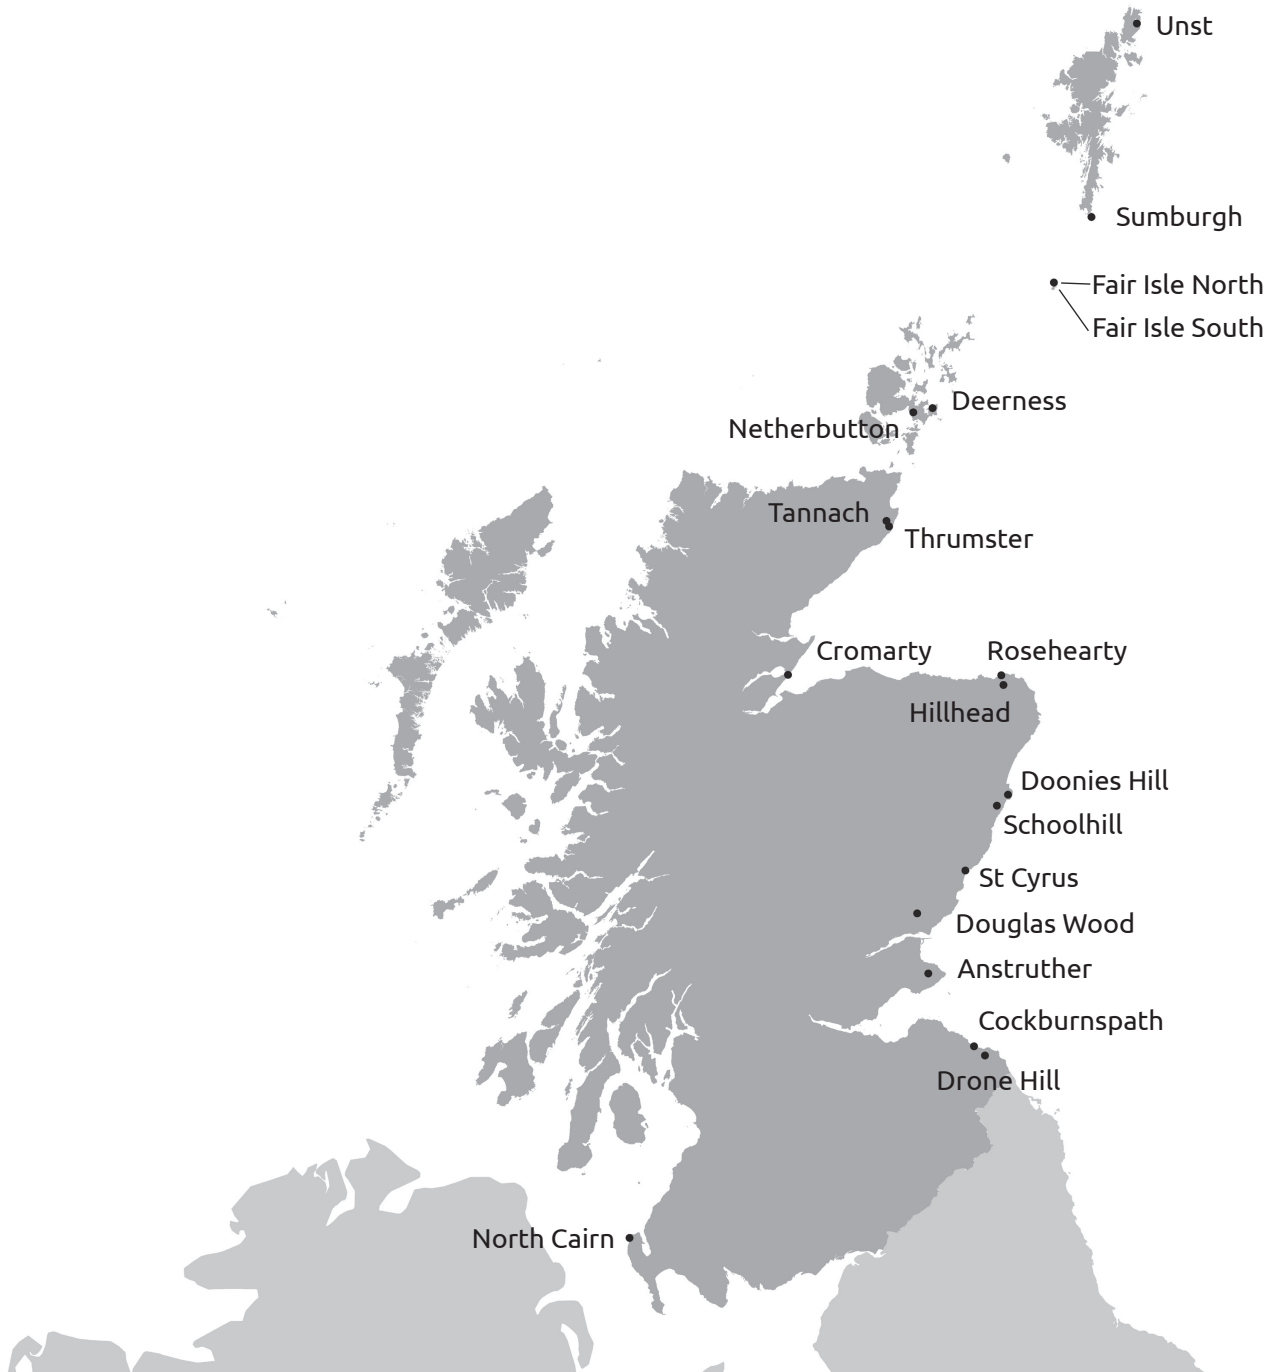 Unst
Sumburgh
Fair Isle North
Fair Isle South
Deerness
Netherbutton
Tannach
Thrumster
Cromarty
Rosehearty
Hillhead
Doonies Hill
Schoolhill
St Cyrus
Douglas Wood
Anstruther
Cockburnspath
Drone Hill
North Cairn